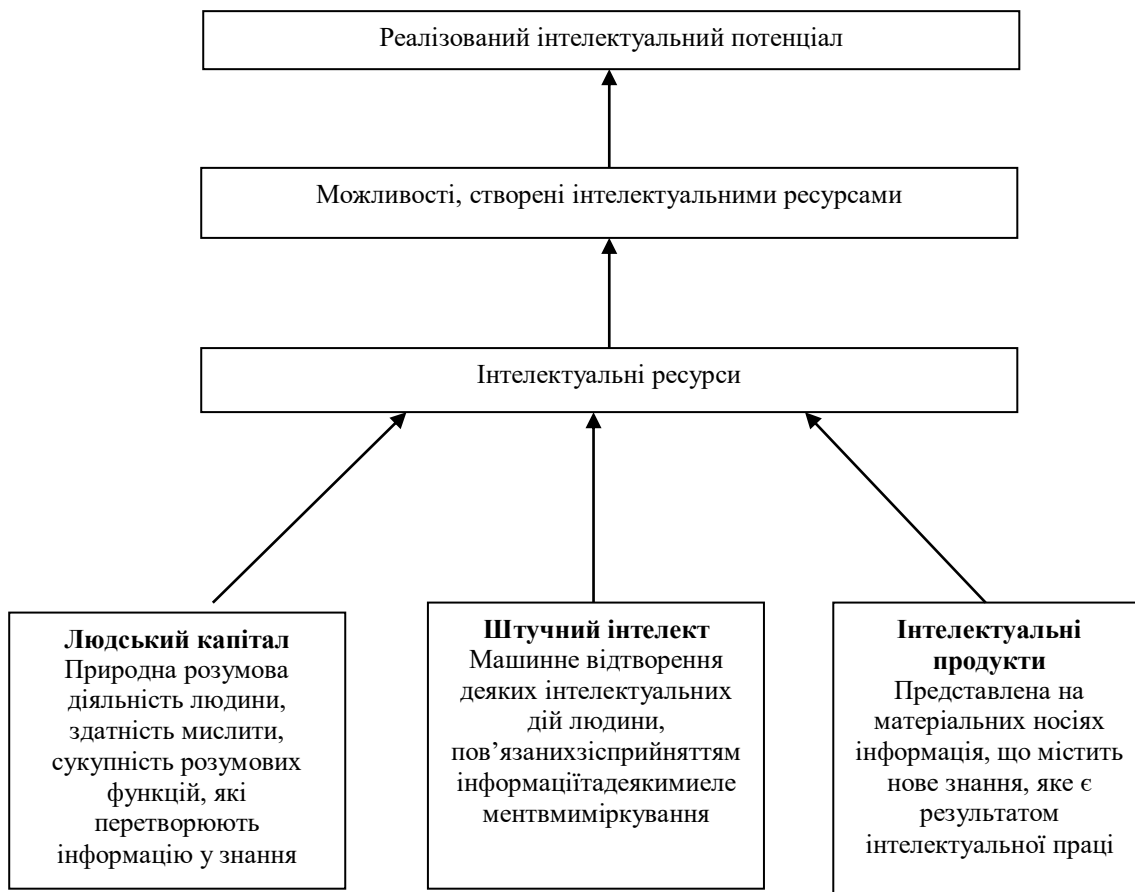 Реалізований інтелектуальний потенціал
Можливості, створені інтелектуальними ресурсами
Інтелектуальні ресурси
Людський капітал
Природна розумова
діяльність людини,
здатність мислити,
сукупність розумових
функцій, які
перетворюють
інформацію у знання
Штучний інтелект
Машинне відтворення
деяких інтелектуальних
дій людини,
пов’язанихзісприйняттям
інформаціїтадеякимиеле
ментвмиміркування
Інтелектуальні
продукти
Представлена на
матеріальних носіях
інформація, що містить
нове знання, яке є
результатом
інтелектуальної праці